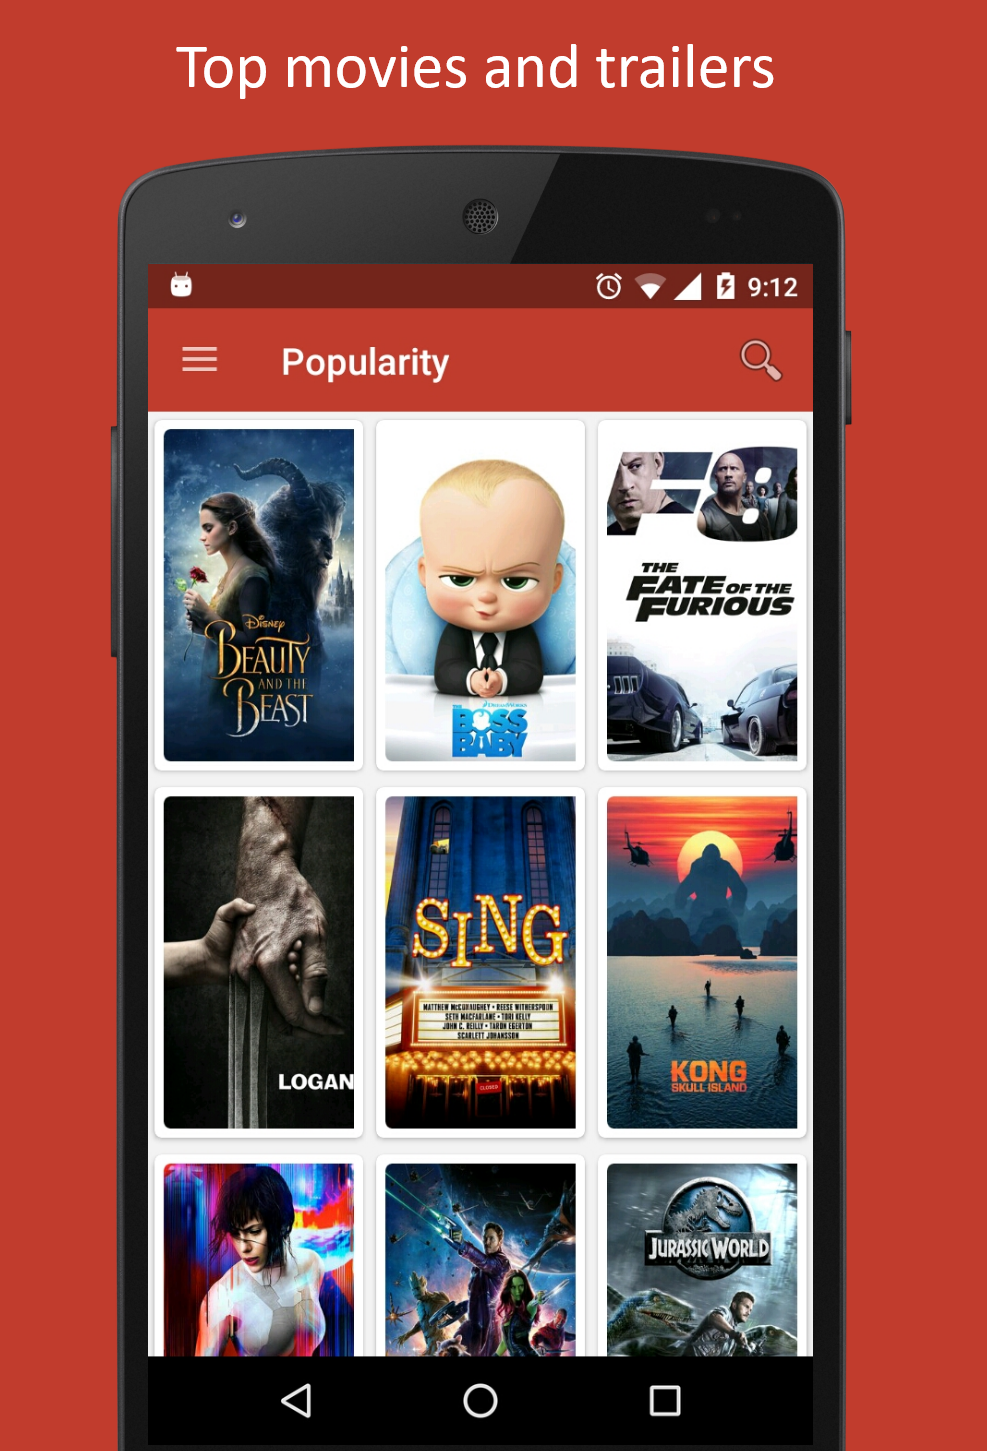 Top movies and trailers
9:12
Popularity
Disney
BEAUTY
AND THE
BEAST
DREAMWORKS
THE
BOSS
BABY
F8
THE
FATE OF THE
FURIOUS
LOGAN
SING
MATTHEW McCONAUGHEY • REESE WITHERSPOON
SETH MACFARLANE • TORI KELLY
JOHN C. REILLY • TARON EGERTON
SCARLETT JOHANSSON
CLOSED
KONG
SKULL ISLAND
JURASSIC WORLD